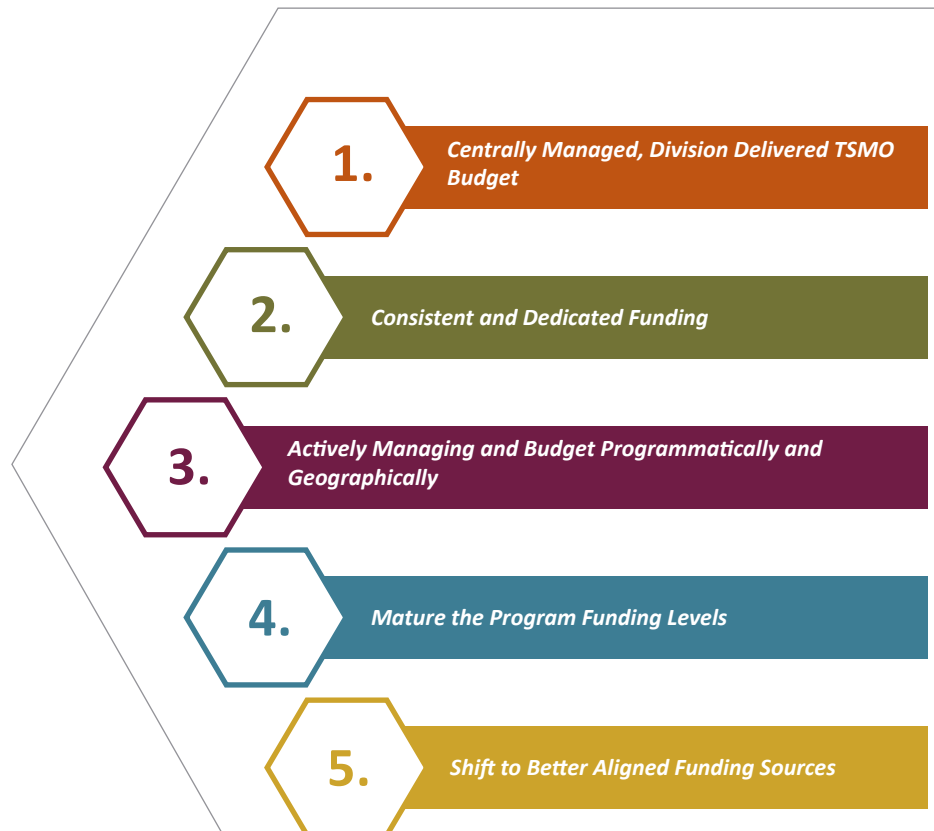 1.
Centrally Managed, Division Delivered TSMO
Budget
2.
Consistent and Dedicated Funding
3.
Actively Managing and Budget Programmatically and
Geographically
4.
Mature the Program Funding Levels
5.
Shift to Better Aligned Funding Sources